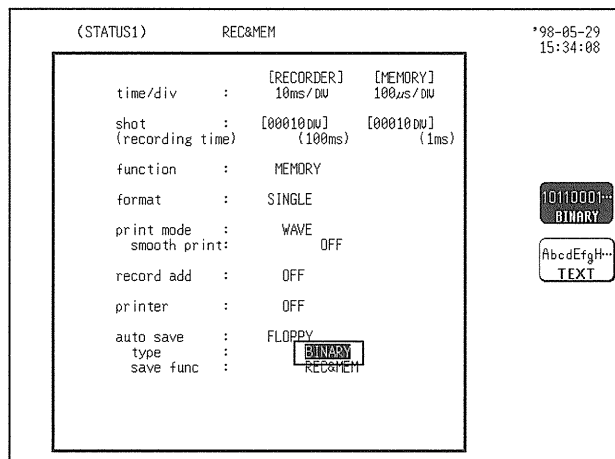 (STATUS1) REC&MEM '98-05-29
15:34:08
[RECORDER] [MEMORY]
time/div : 10ms/DIV 100µs/DIV
shot : [00010DIV] [00010DIV]
(recording time) (100ms) (1ms)
function : MEMORY
format : SINGLE
print mode : WAVE
smooth print: OFF
record add : OFF
printer : OFF
auto save : FLOPPY
type : BINARY
save func : REC&MEM
10110001…
BINARY
AbcdEfgH…
TEXT